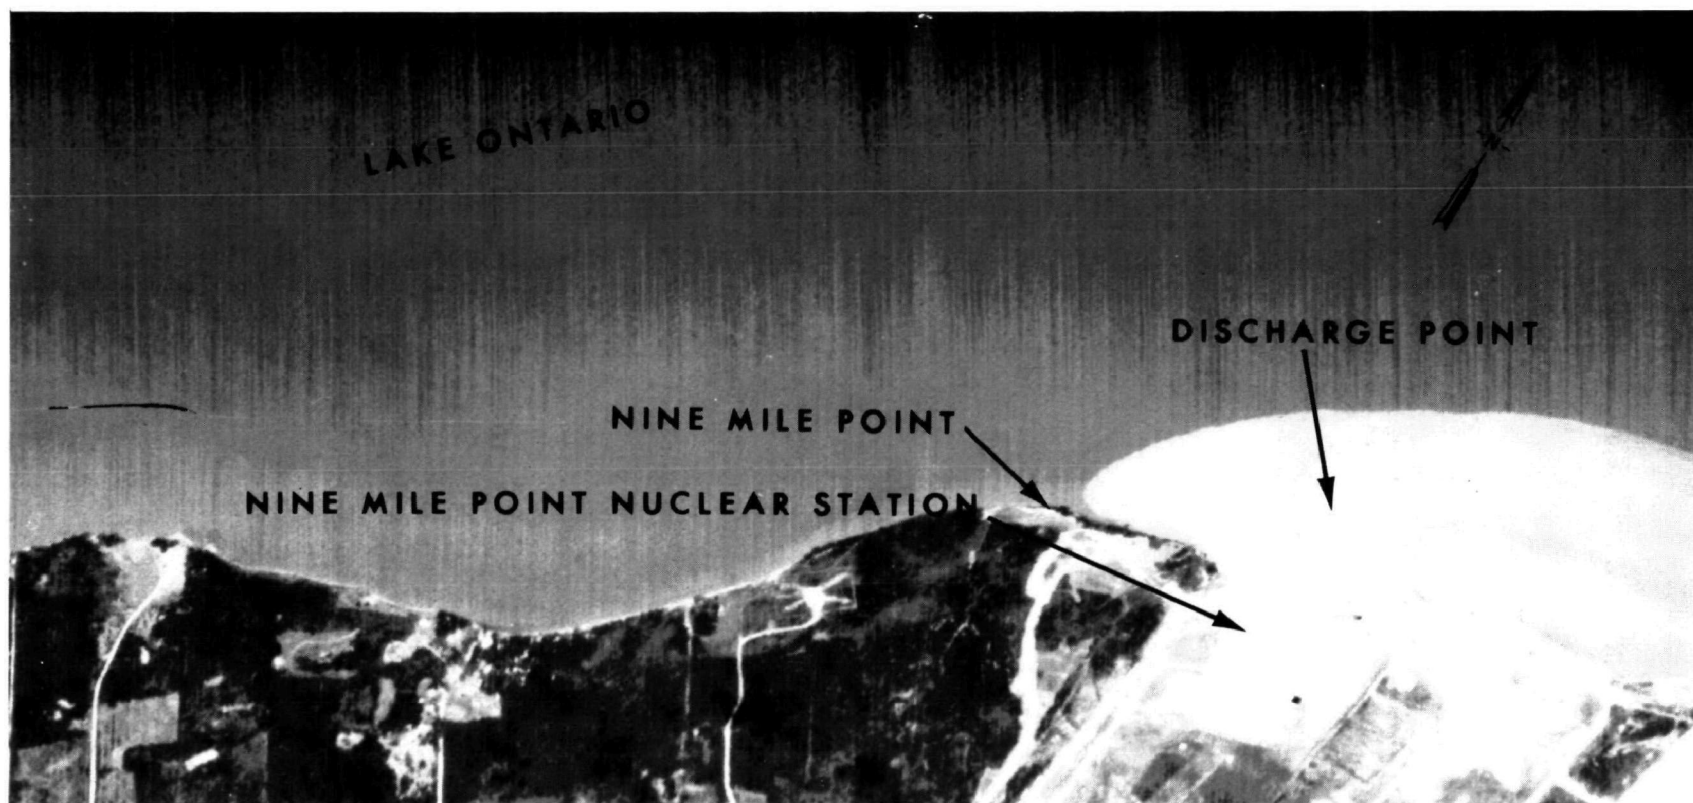 LAKE ONTARIO
DISCHARGE POINT
NINE MILE POINT
NINE MILE POINT NUCLEAR STATION
N